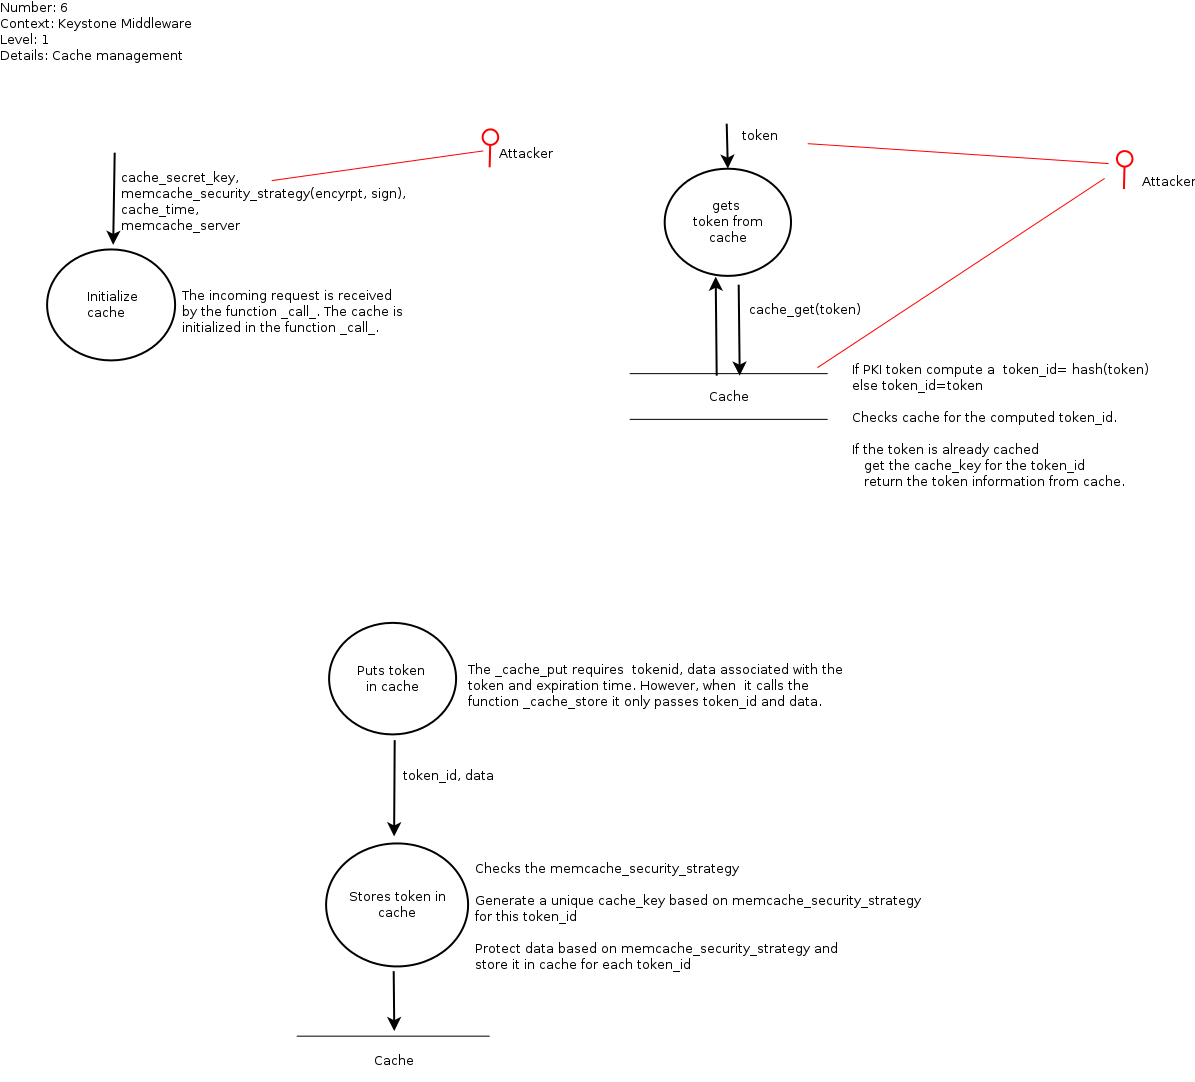 Number: 6
Context: Keystone Middleware
Level: 1
Details: Cache management
token
Attacker
cache_secret_key,
memcache_security_strategy(encyrpt, sign),
cache_time,
memcache_server
Attacker
gets
token from
cache
Initialize
cache
The incoming request is received
by the function _call_. The cache is
initialized in the function _call_.
cache_get(token)
Cache
If PKI token compute a  token_id= hash(token)
else token_id=token
Checks cache for the computed token_id.
If the token is already cached
get the cache_key for the token_id
return the token information from cache.
Puts token
in cache
The _cache_put requires  tokenid, data associated with the
token and expiration time. However, when  it calls the
function _cache_store it only passes token_id and data.
token_id, data
Stores token in
cache
Checks the memcache_security_strategy
Generate a unique cache_key based on memcache_security_strategy
for this token_id
Protect data based on memcache_security_strategy and
store it in cache for each token_id
Cache